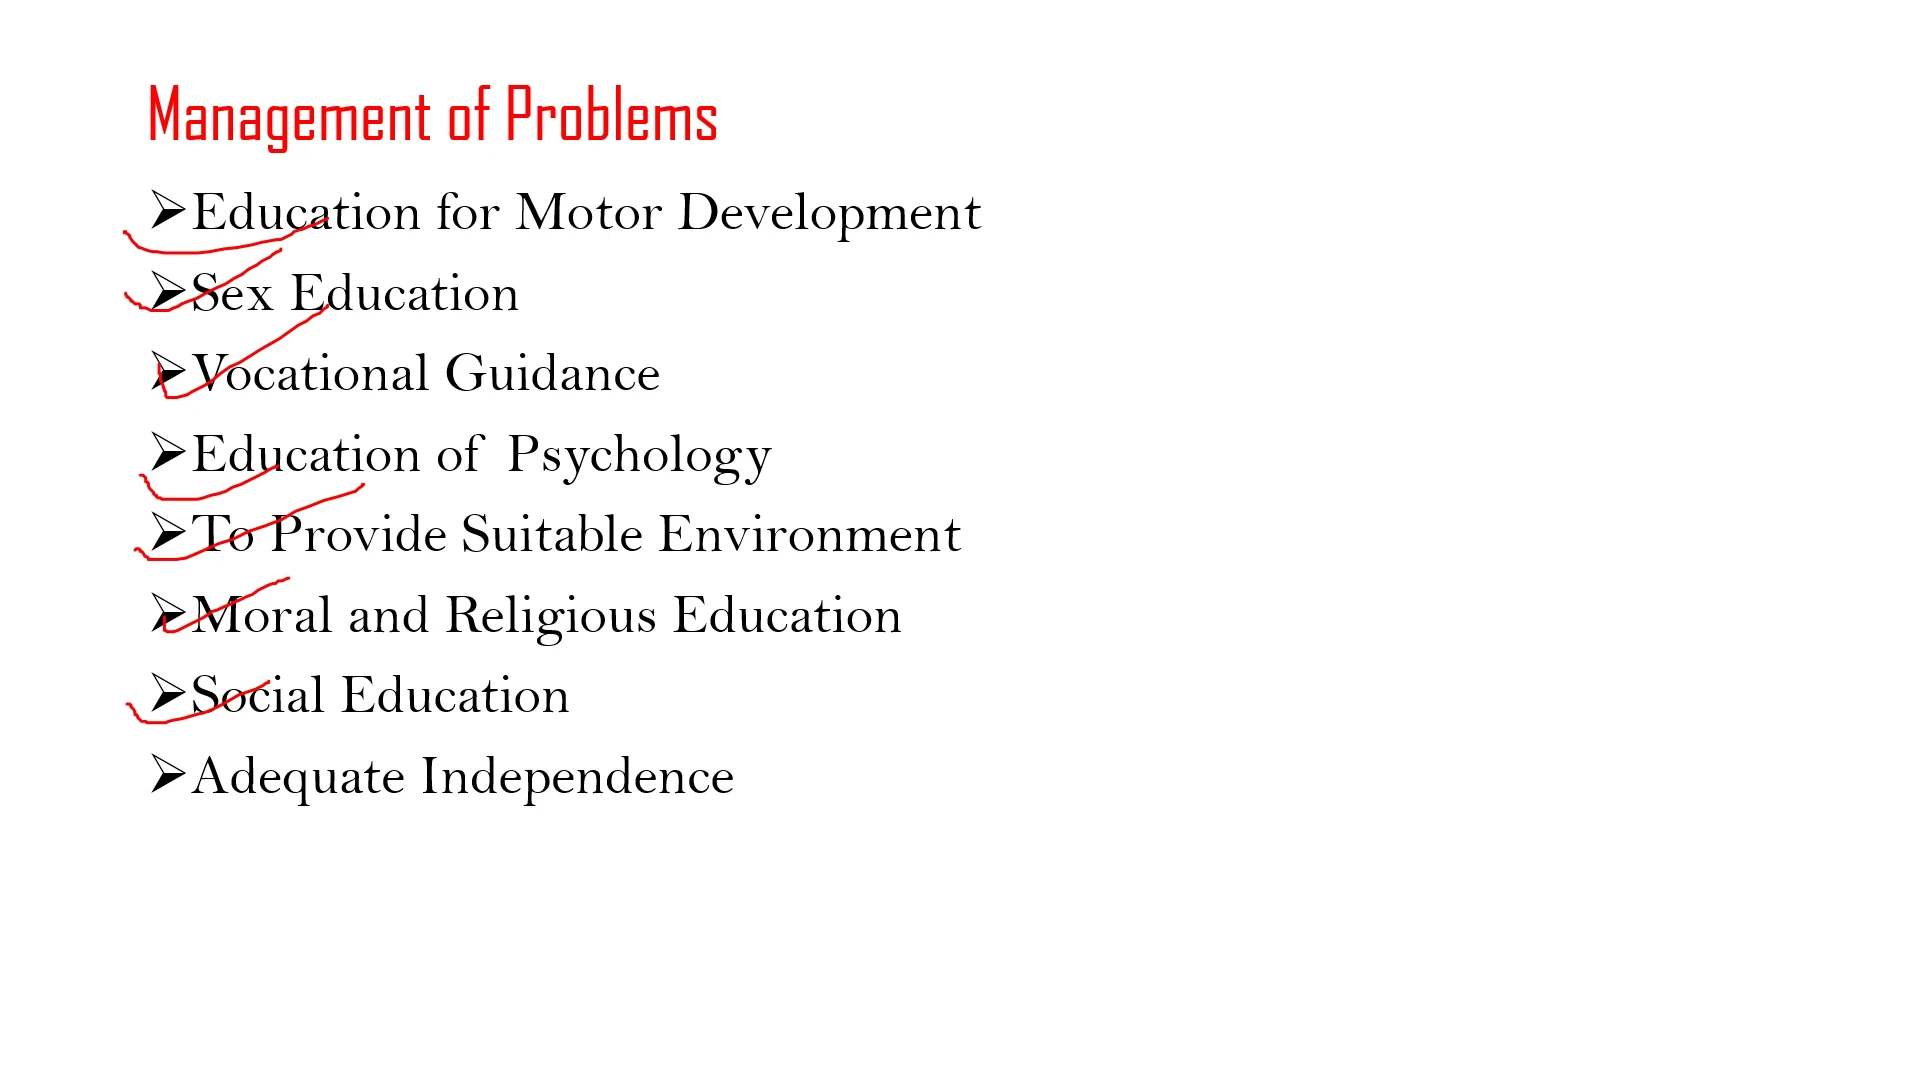 Management of Problems
➢Education for Motor Development
➢Sex Education
➢Vocational Guidance
➢Education of  Psychology
➢To Provide Suitable Environment
➢Moral and Religious Education
➢Social Education
➢Adequate Independence